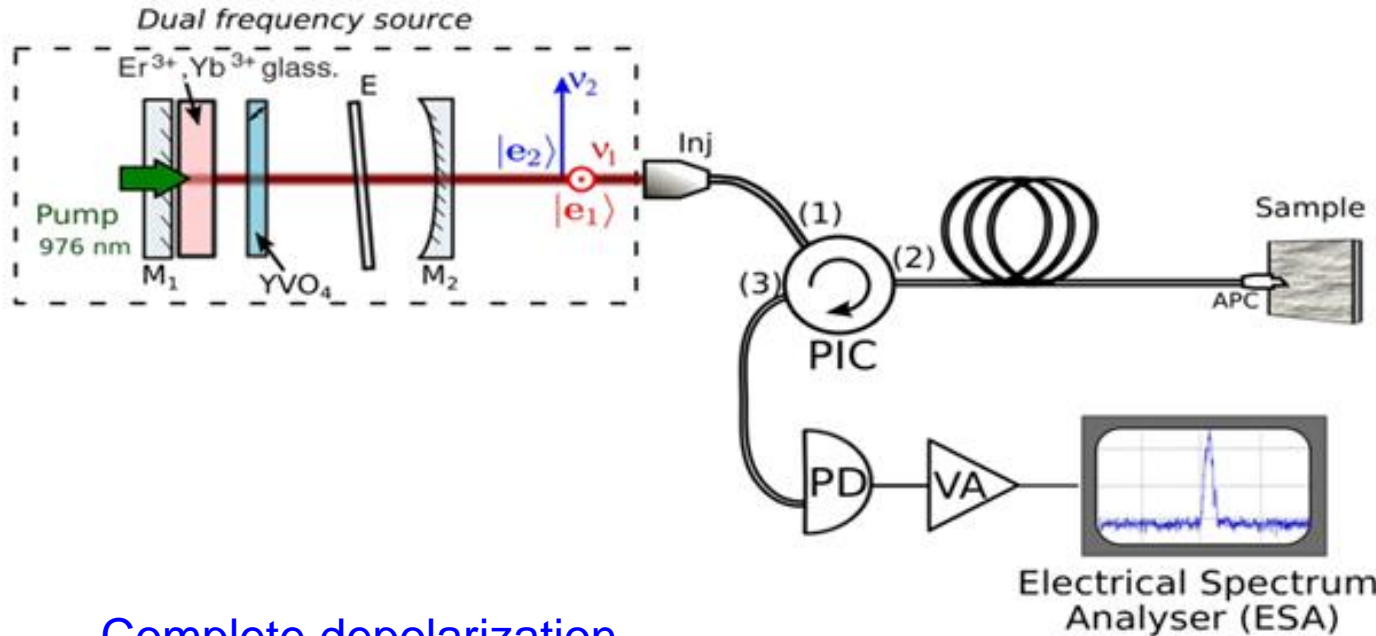 Dual frequency source
Er3+,Yb3+ glass.
E
ν2
|e2⟩
ν1
|e1⟩
Pump
976 nm
M1
YVO4
M2
Inj
(1)
(2)
(3)
PIC
Sample
APC
PD
VA
Electrical Spectrum
Analyser (ESA)
Complete depolarization